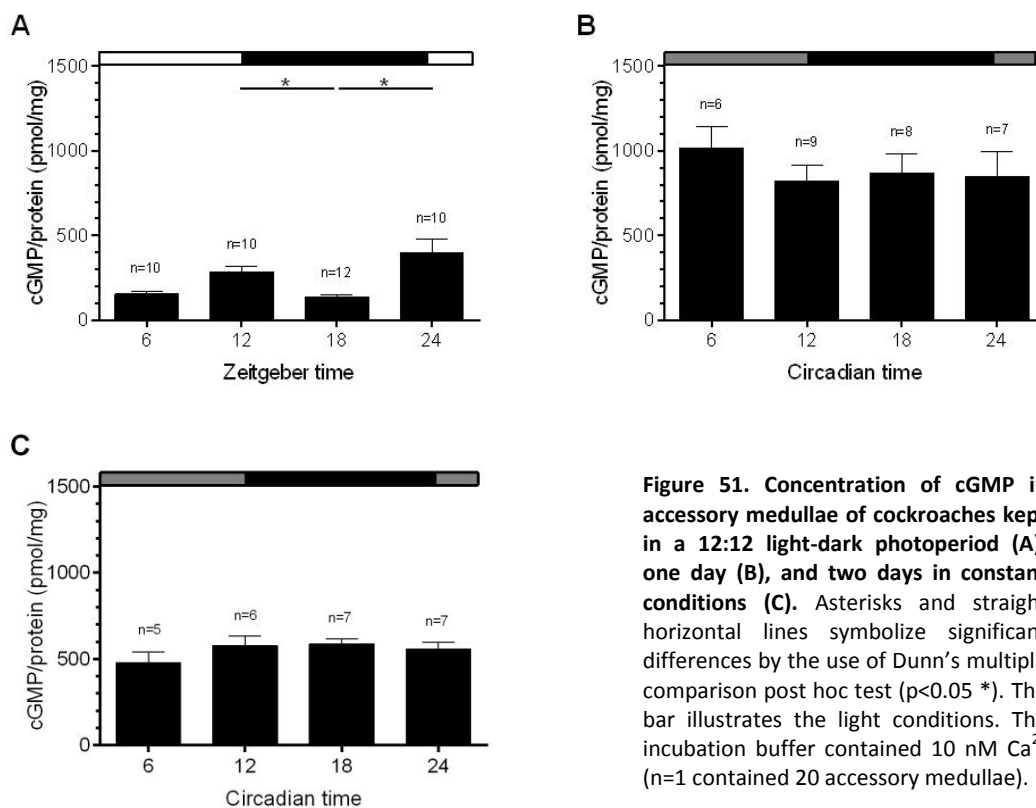 A
1500
1000
500
0
cGMP/protein (pmol/mg)
*
*
n=10
n=10
n=12
n=10
6 12 18 24
Zeitgeber time
B
1500
1000
500
0
cGMP/protein (pmol/mg)
n=6
n=9
n=8
n=7
6 12 18 24
Circadian time
C
1500
1000
500
0
cGMP/protein (pmol/mg)
n=5
n=6
n=7
n=7
6 12 18 24
Circadian time
Figure 51. Concentration of cGMP i
accessory medullae of cockroaches kep
in a 12:12 light-dark photoperiod (A)
one day (B), and two days in constan
conditions (C). Asterisks and straigh
horizontal lines symbolize significan
differences by the use of Dunn's multipl
comparison post hoc test (p<0.05 *). Th
bar illustrates the light conditions. Th
incubation buffer contained 10 nM Ca²
(n=1 contained 20 accessory medullae).